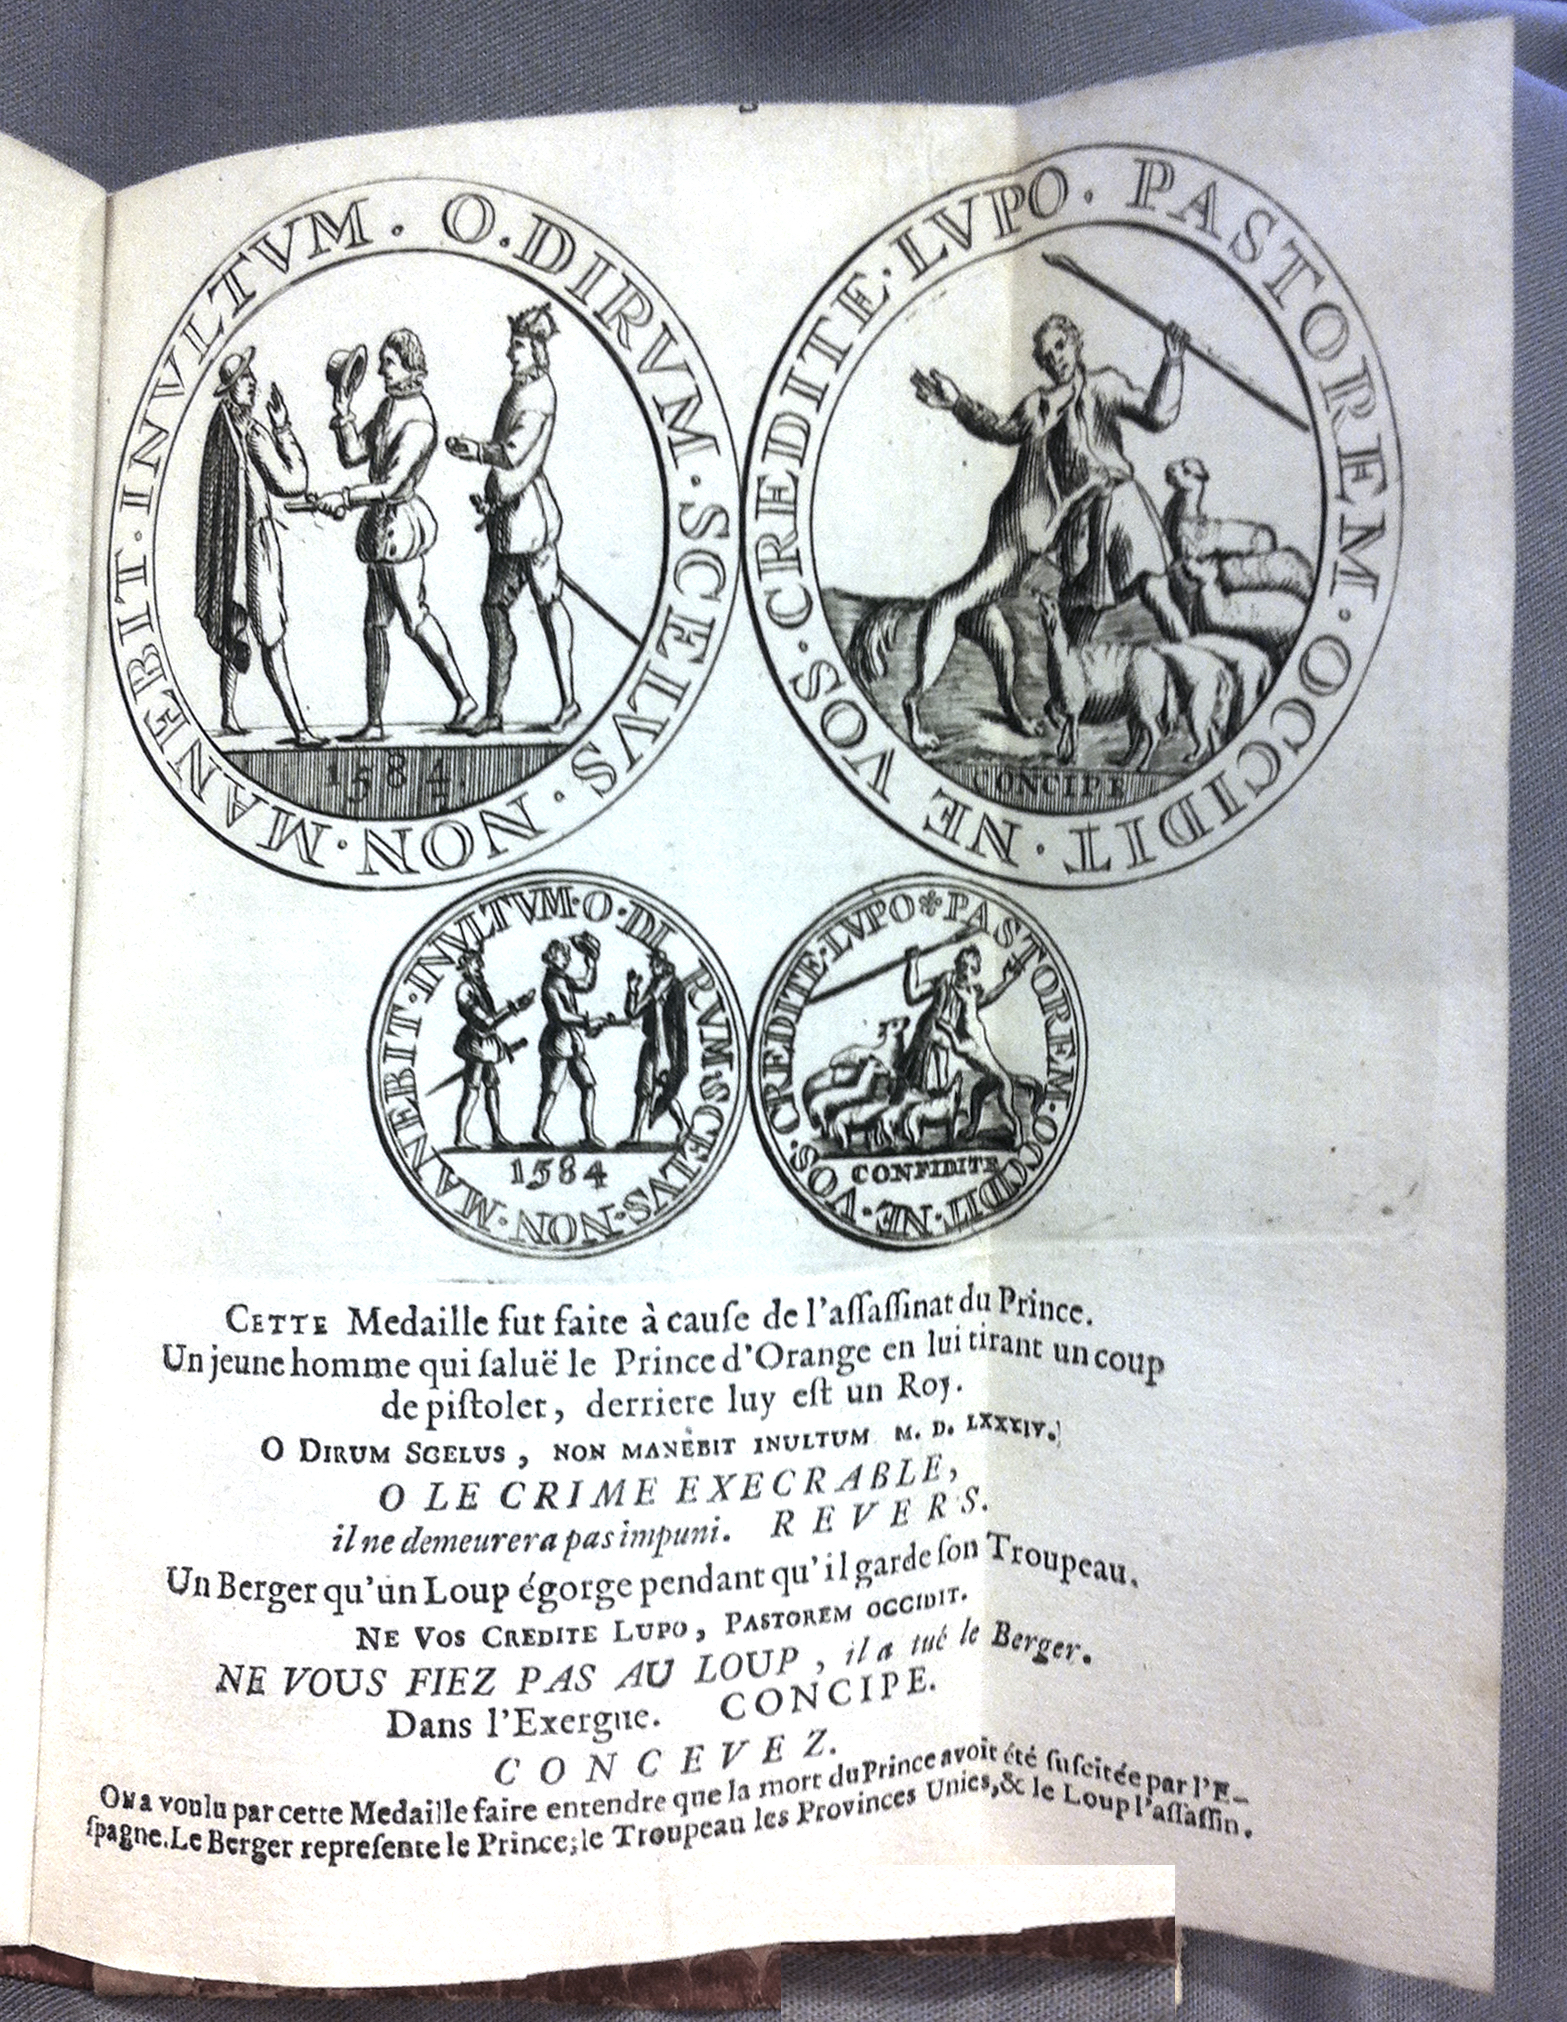 O·DIRVM·SCELVS·NON·MANEBIT·INVLTVM·
1584.
PASTOREM·OCCIDIT·NE VOS·CREDITE·LVPO·
CONCIPE
O·DIRVM·SCELVS·NON·MANEBIT·INVLTVM·
1584
PASTOREM·OCCIDIT·NE·VOS·CREDITE·LVPO
CONFIDITE
CETTE Medaille fut faite à cauſe de l'aſſaſſinat du Prince.
Un jeune homme qui ſaluë le Prince d'Orange en lui tirant un coup
de piſtolet, derriere luy eſt un Roy.
O DIRUM SCELUS, NON MANEBIT INULTUM M. D. LXXXIV.
O LE CRIME EXECRABLE,
il ne demeurera pas impuni. REVERS.
Un Berger qu'un Loup égorge pendant qu'il garde ſon Troupeau.
NE VOS CREDITE LUPO, PASTOREM OCCIDIT.
NE VOUS FIEZ PAS AU LOUP, il a tué le Berger.
Dans l'Exergue. CONCIPE.
CONCEVEZ.
On a voulu par cette Medaille faire entendre que la mort du Prince avoit été ſuſcitée par l'E-
ſpagne. Le Berger repreſente le Prince; le Troupeau les Provinces Unies, & le Loup l'aſſaſſin.